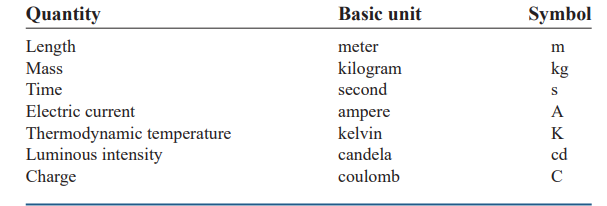 Quantity Basic unit Symbol
Length meter m
Mass kilogram kg
Time second s
Electric current ampere A
Thermodynamic temperature kelvin K
Luminous intensity candela cd
Charge coulomb C